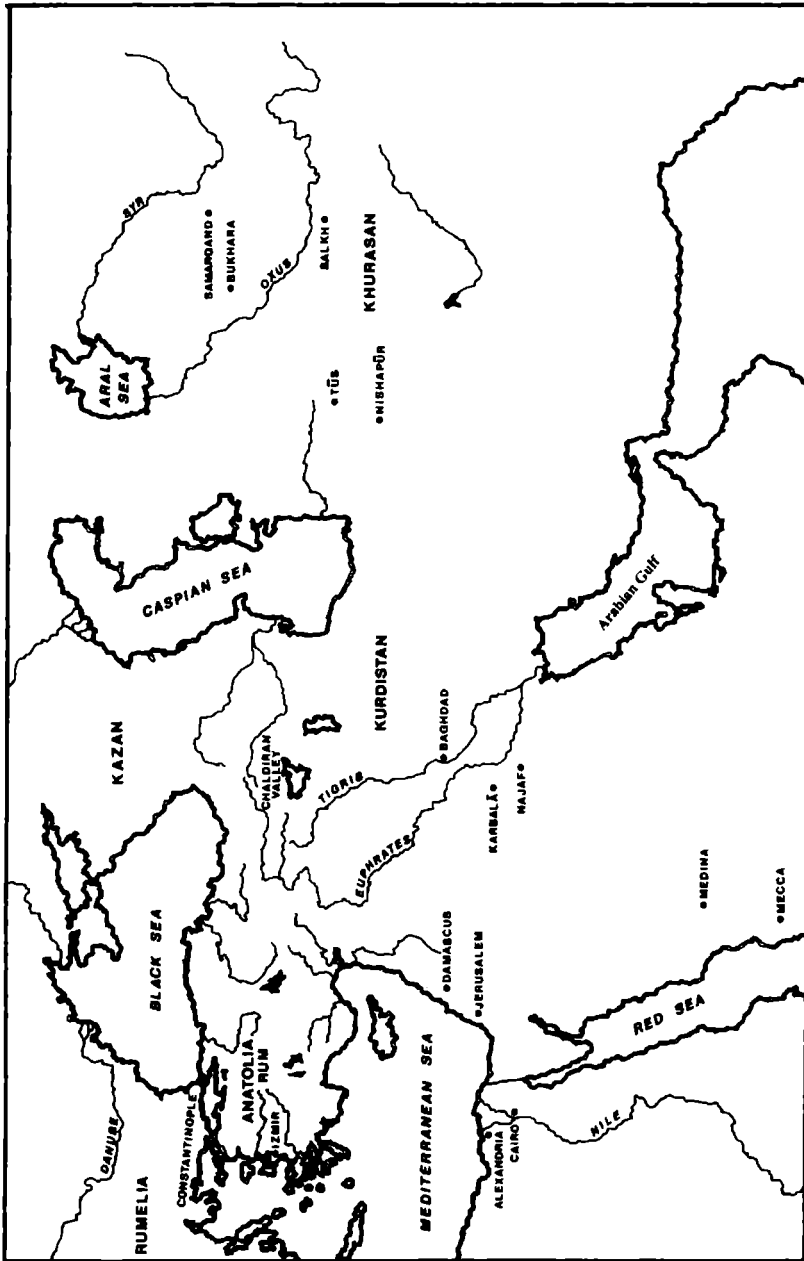 SYR
ARAL
SEA
SAMARQAND
BUKHARA
OXUS
BALKH
KHURASAN
TŪS
NISHAPŪR
CASPIAN SEA
KAZAN
CHALDIRAN
VALLEY
KURDISTAN
TIGRIS
BAGHDAD
EUPHRATES
KARBALĀ
NAJAF
Arabian Gulf
BLACK SEA
DANUBE
RUMELIA
CONSTANTINOPLE
ANATOLIA
RUM
IZMIR
MEDITERRANEAN SEA
DAMASCUS
JERUSALEM
ALEXANDRIA
CAIRO
NILE
RED SEA
MEDINA
MECCA